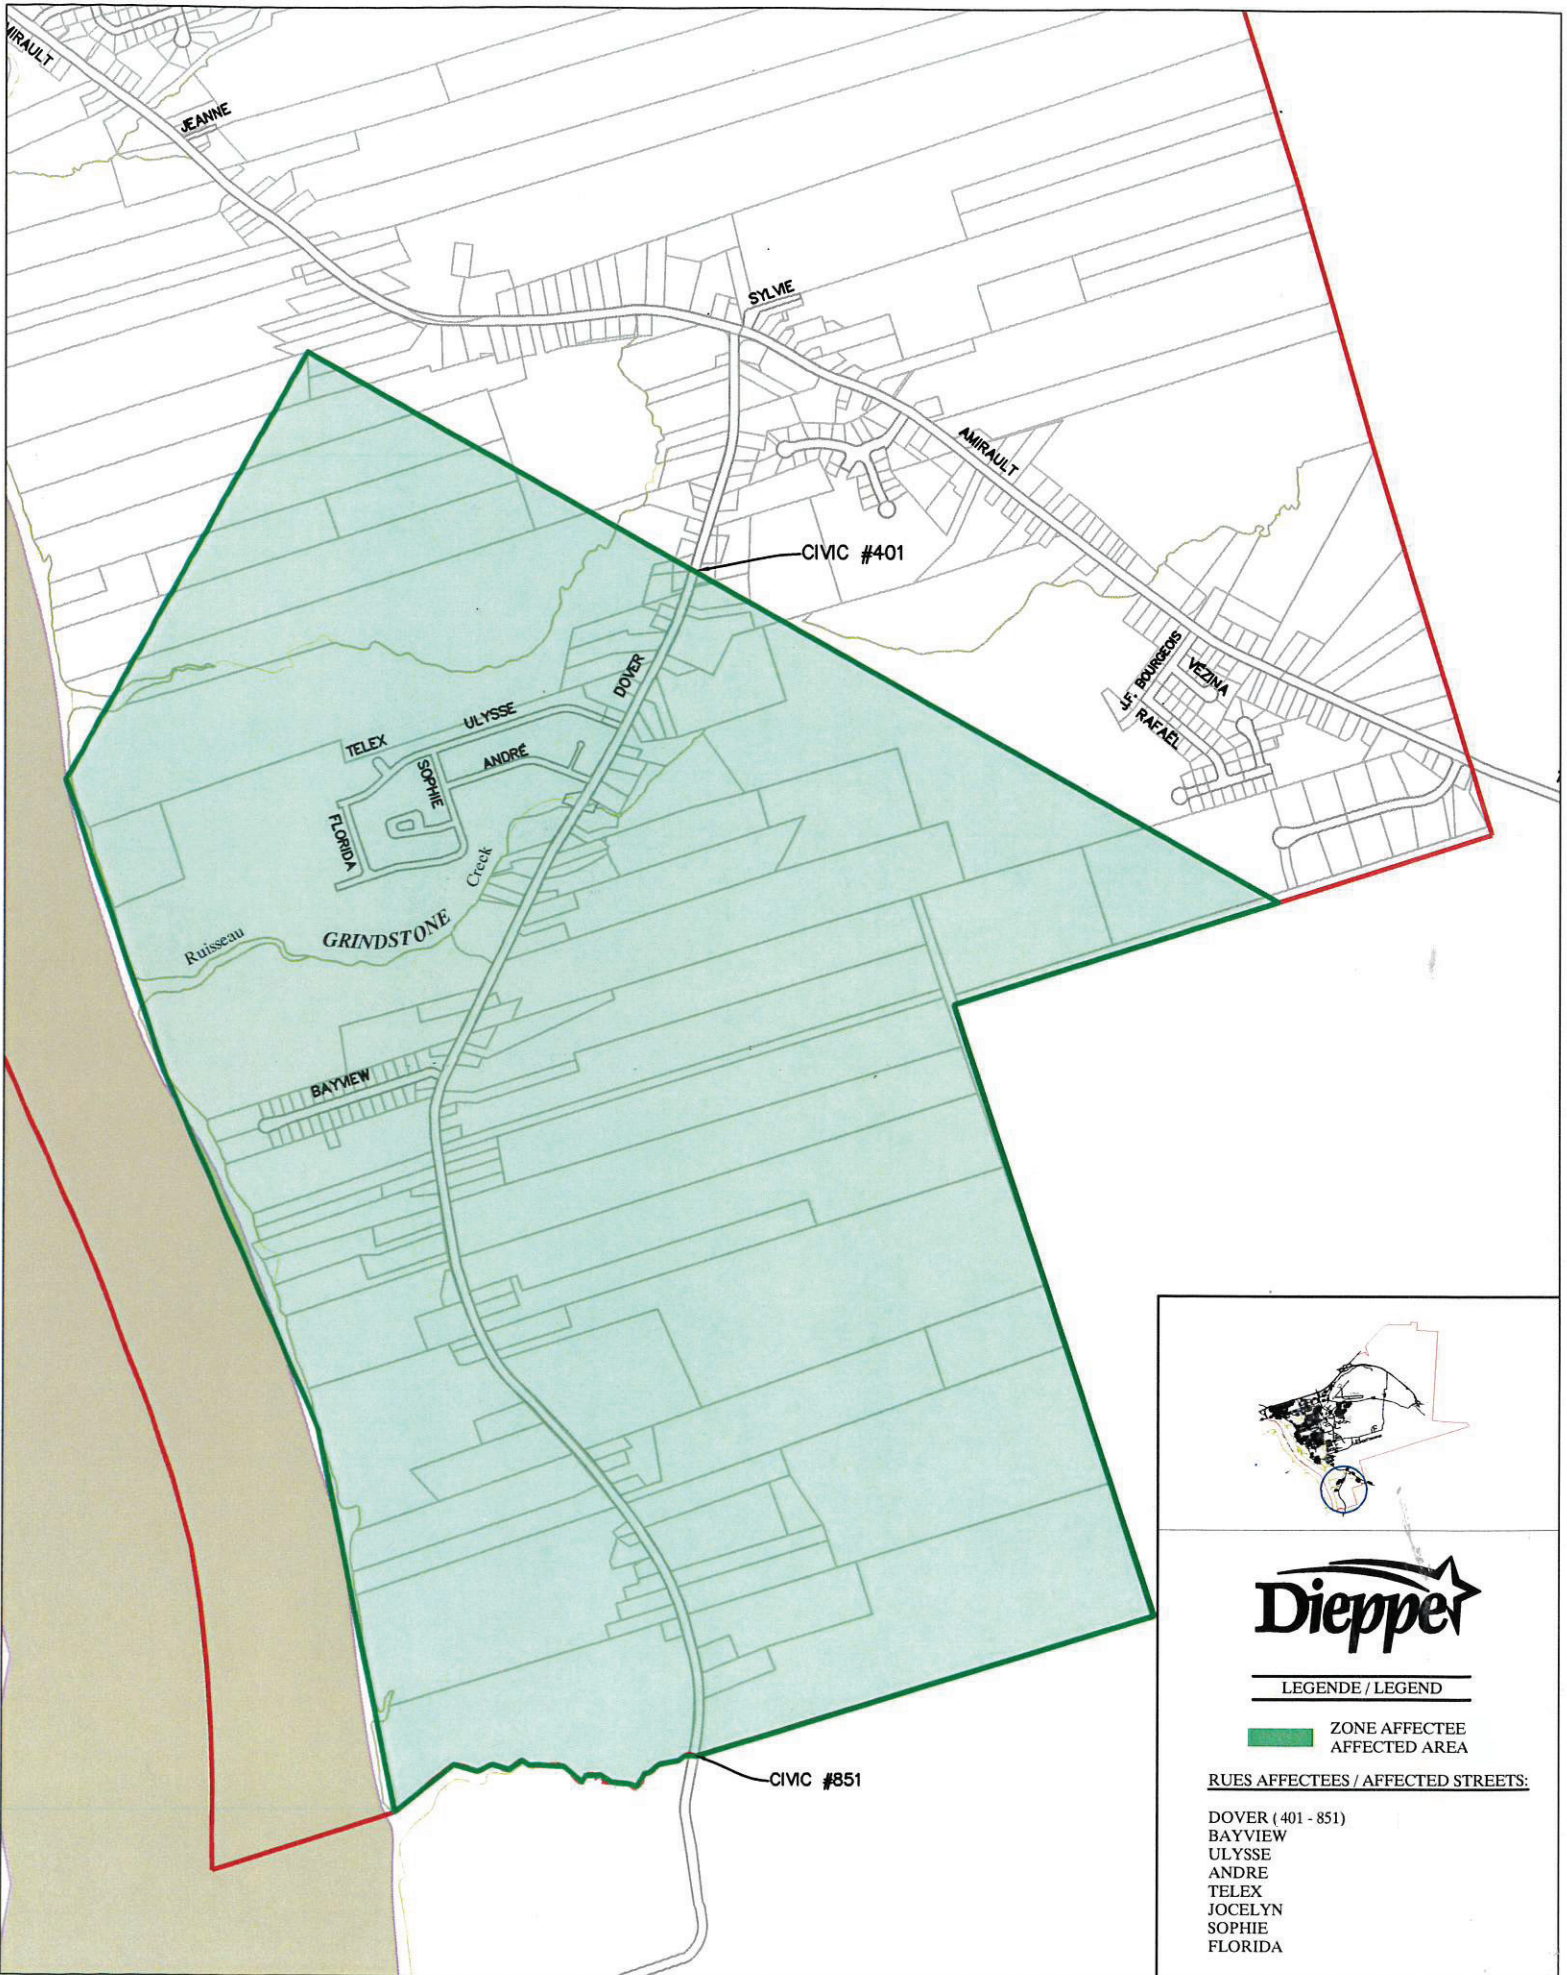 AMIRAULT
JEANNE
SYLVIE
AMIRAULT
CIVIC #401
J.F. BOURGEOIS
VÉZINA
RAFAËL
DOVER
ULYSSE
TELEX
ANDRÉ
SOPHIE
FLORIDA
Creek
GRINDSTONE
Ruisseau
BAYVIEW
CIVIC #851
Dieppe
LEGENDE / LEGEND
ZONE AFFECTEE
AFFECTED AREA
RUES AFFECTEES / AFFECTED STREETS:
DOVER ( 401 - 851)
BAYVIEW
ULYSSE
ANDRE
TELEX
JOCELYN
SOPHIE
FLORIDA